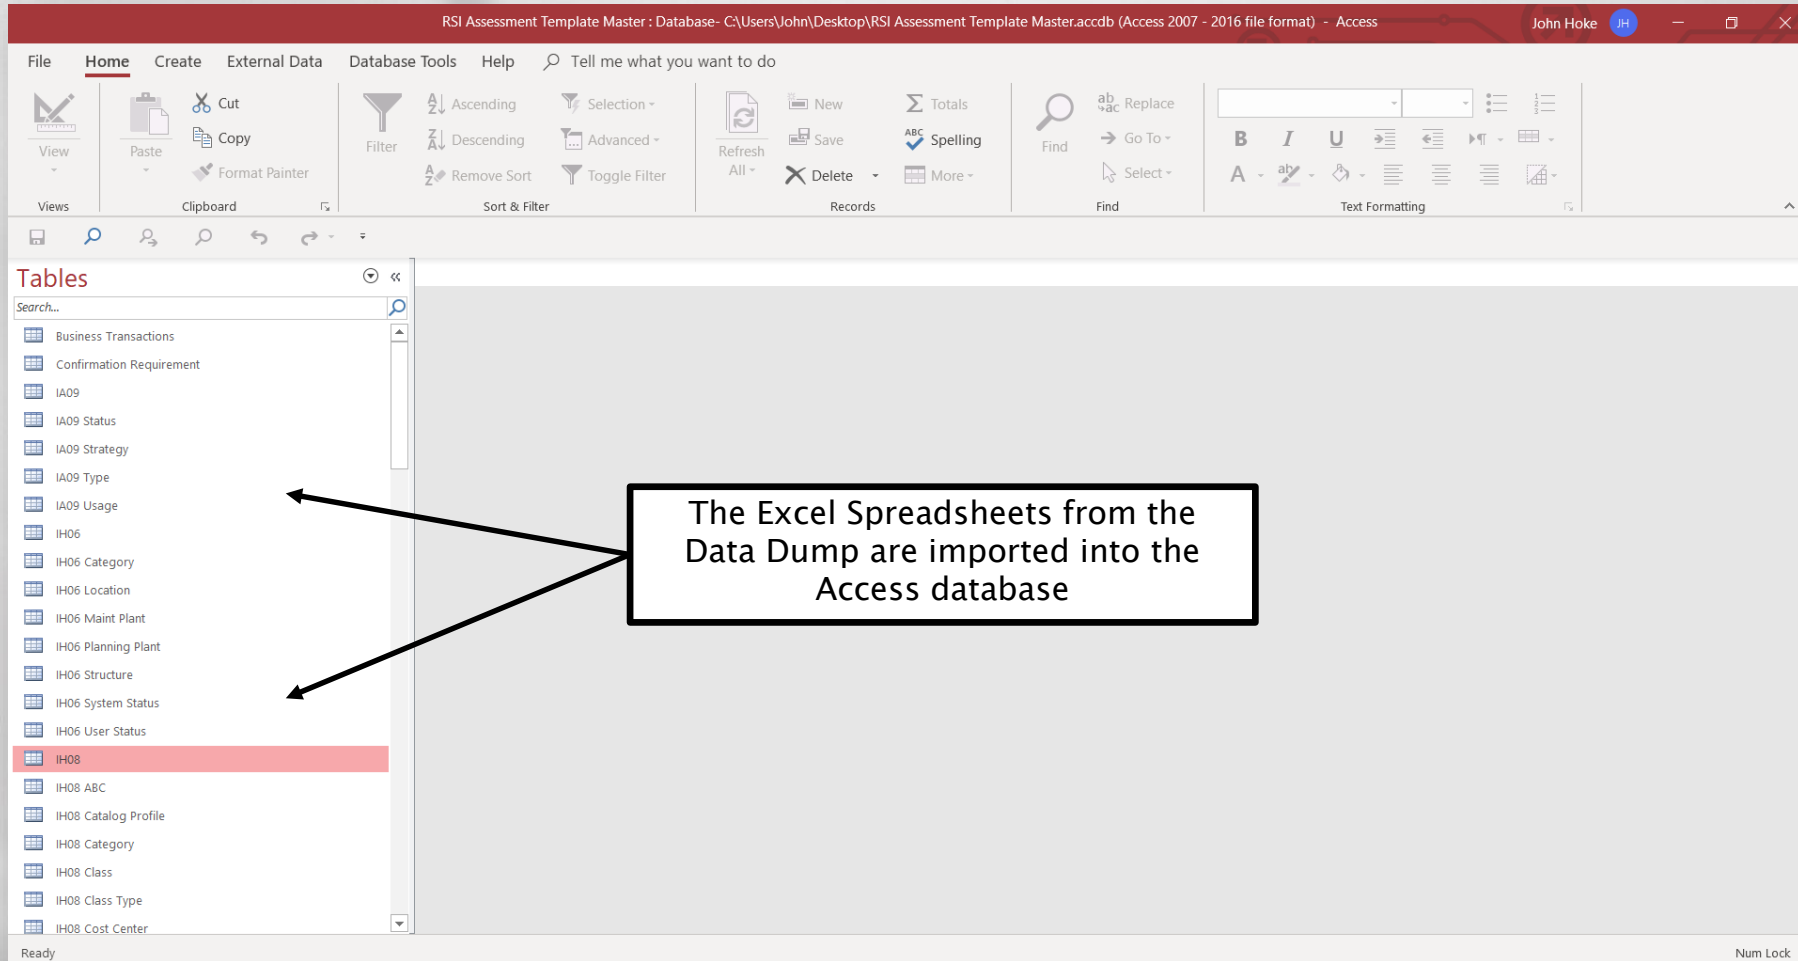 RSI Assessment Template Master : Database- C:\Users\John\Desktop\RSI Assessment Template Master.accdb (Access 2007 - 2016 file format) - Access
John Hoke JH
File Home Create External Data Database Tools Help Tell me what you want to do
View
Views
Paste
Cut
Copy
Format Painter
Clipboard
Filter
Ascending
Descending
Remove Sort
Selection
Advanced
Toggle Filter
Sort & Filter
Refresh
All
New
Save
Delete
Totals
Spelling
More
Records
Find
Replace
Go To
Select
Find
B I U
A
Text Formatting
Tables
Search...
Business Transactions
Confirmation Requirement
IA09
IA09 Status
IA09 Strategy
IA09 Type
IA09 Usage
IH06
IH06 Category
IH06 Location
IH06 Maint Plant
IH06 Planning Plant
IH06 Structure
IH06 System Status
IH06 User Status
IH08
IH08 ABC
IH08 Catalog Profile
IH08 Category
IH08 Class
IH08 Class Type
IH08 Cost Center
The Excel Spreadsheets from the
Data Dump are imported into the
Access database
Ready
Num Lock